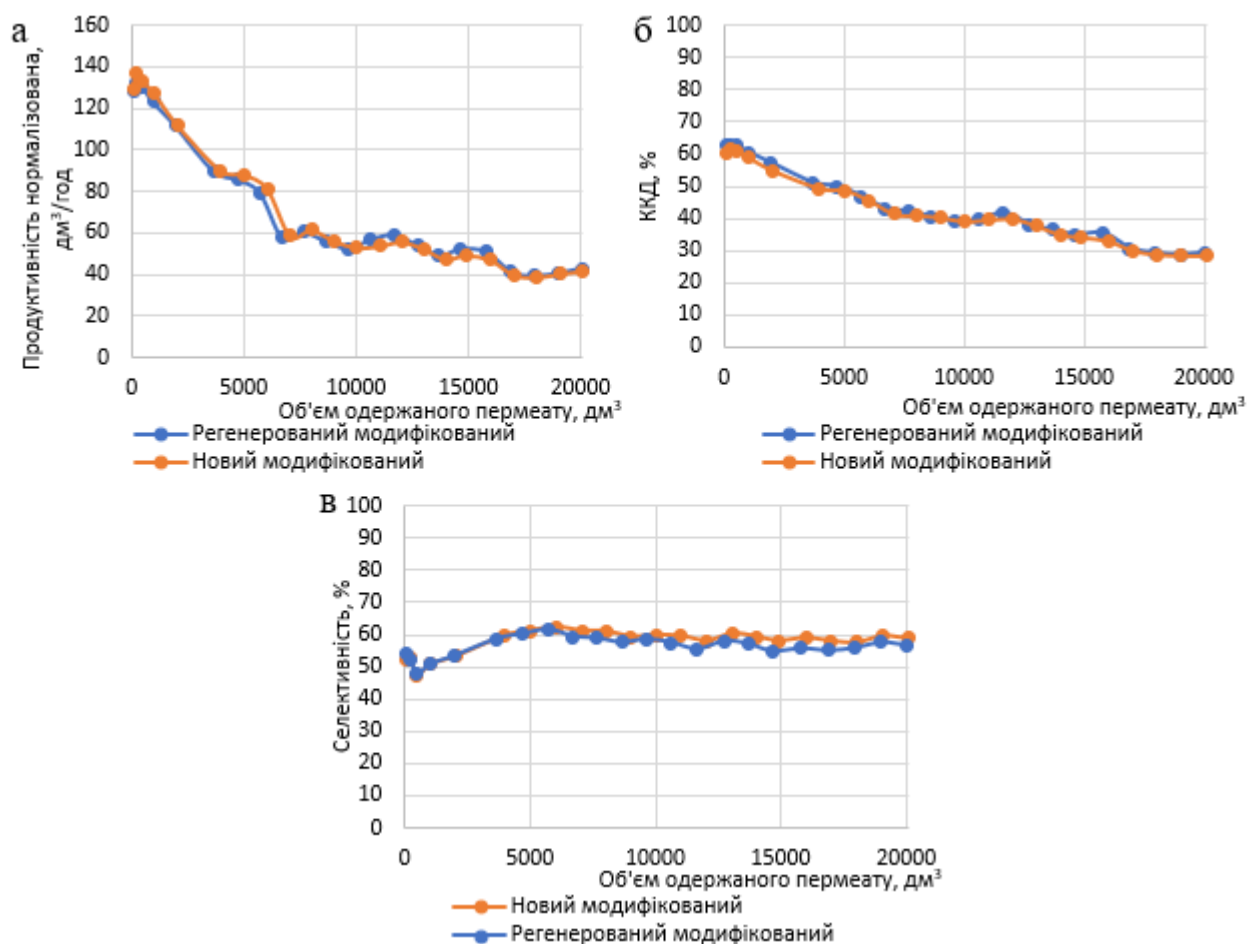 а
Продуктивність нормалізована,
дм³/год
160
140
120
100
80
60
40
20
0
0 5000 10000 15000 20000
Об'єм одержаного пермеату, дм³
Регенерований модифікований
Новий модифікований
б
ККД, %
100
90
80
70
60
50
40
30
20
10
0
0 5000 10000 15000 20000
Об'єм одержаного пермеату, дм³
Регенерований модифікований
Новий модифікований
в
Селективність, %
100
90
80
70
60
50
40
30
20
10
0
0 5000 10000 15000 20000
Об'єм одержаного пермеату, дм³
Новий модифікований
Регенерований модифікований